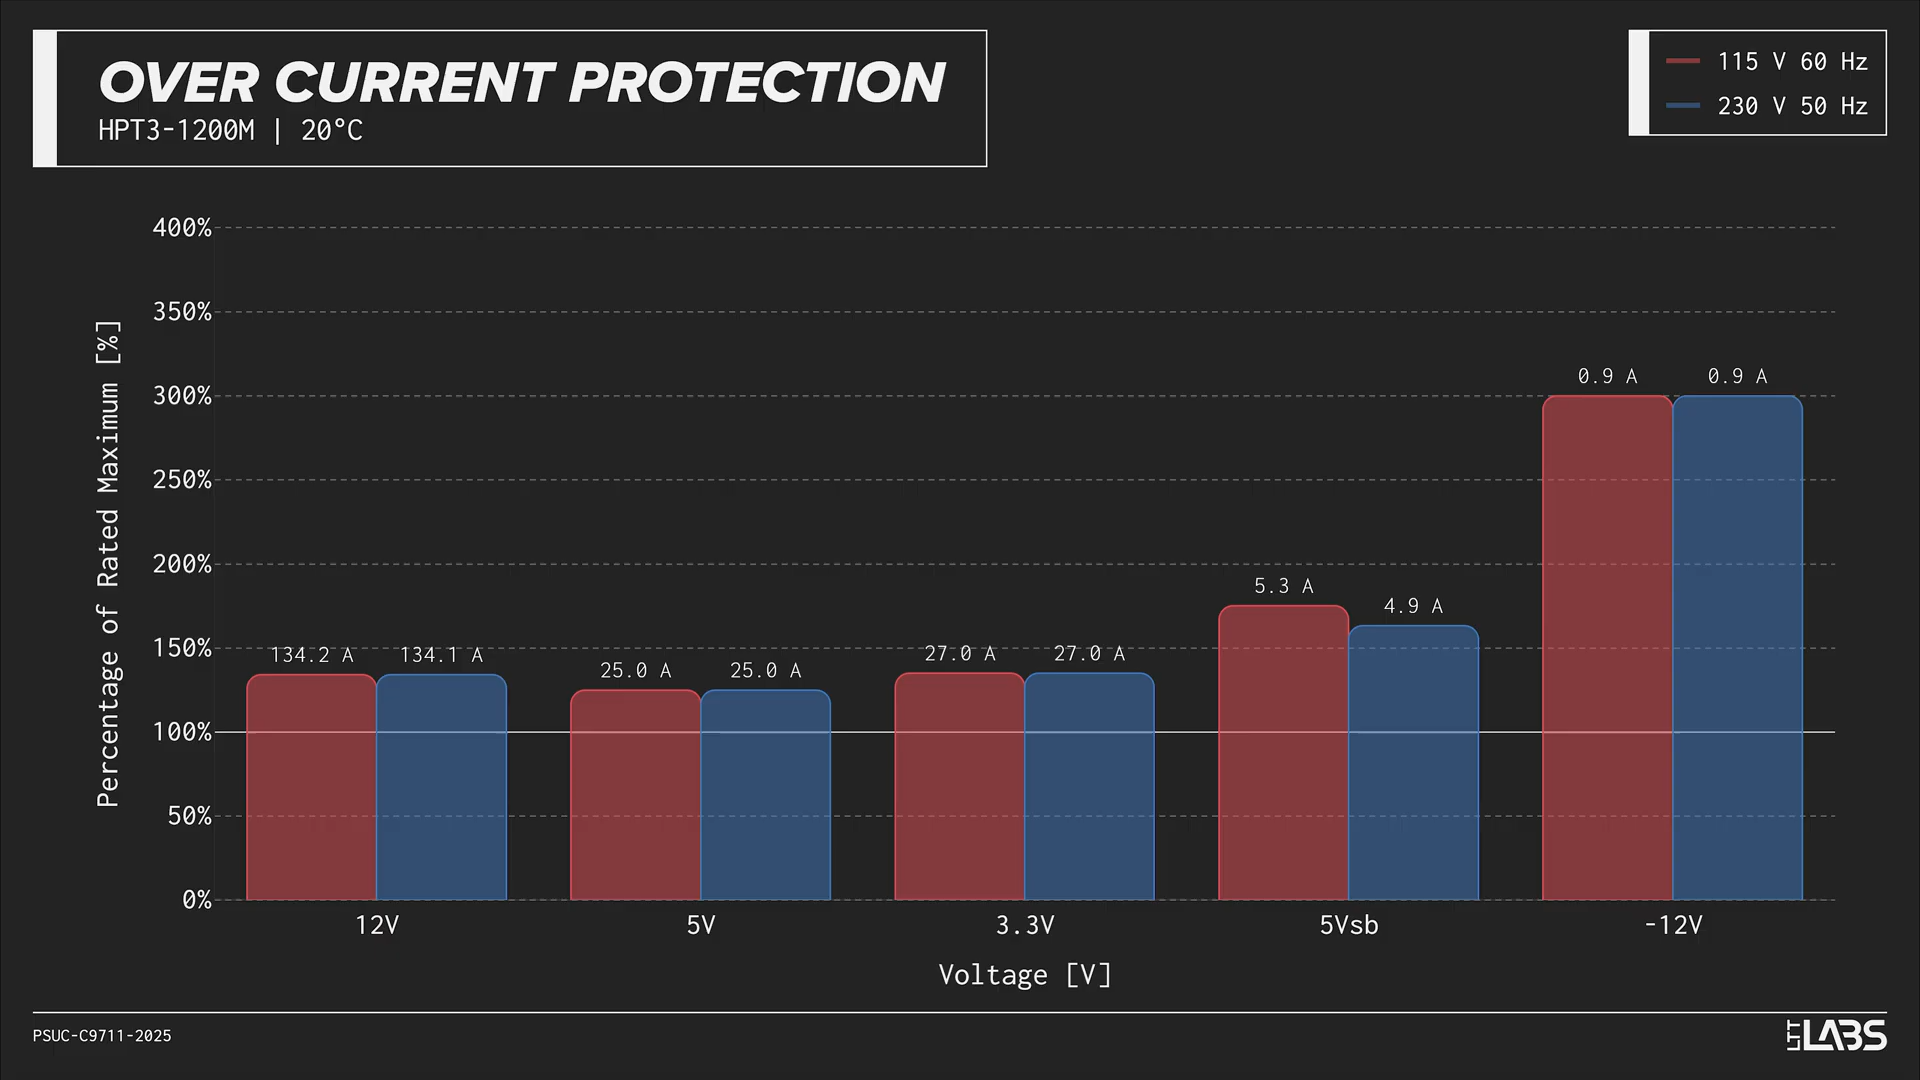 OVER CURRENT PROTECTION
HPT3-1200M | 20°C
115 V 60 Hz
230 V 50 Hz
Percentage of Rated Maximum [%]
400%
350%
300%
250%
200%
150%
100%
50%
0%
134.2 A
134.1 A
25.0 A
25.0 A
27.0 A
27.0 A
5.3 A
4.9 A
0.9 A
0.9 A
12V
5V
3.3V
5Vsb
-12V
Voltage [V]
PSUC-C9711-2025
LTT LABS